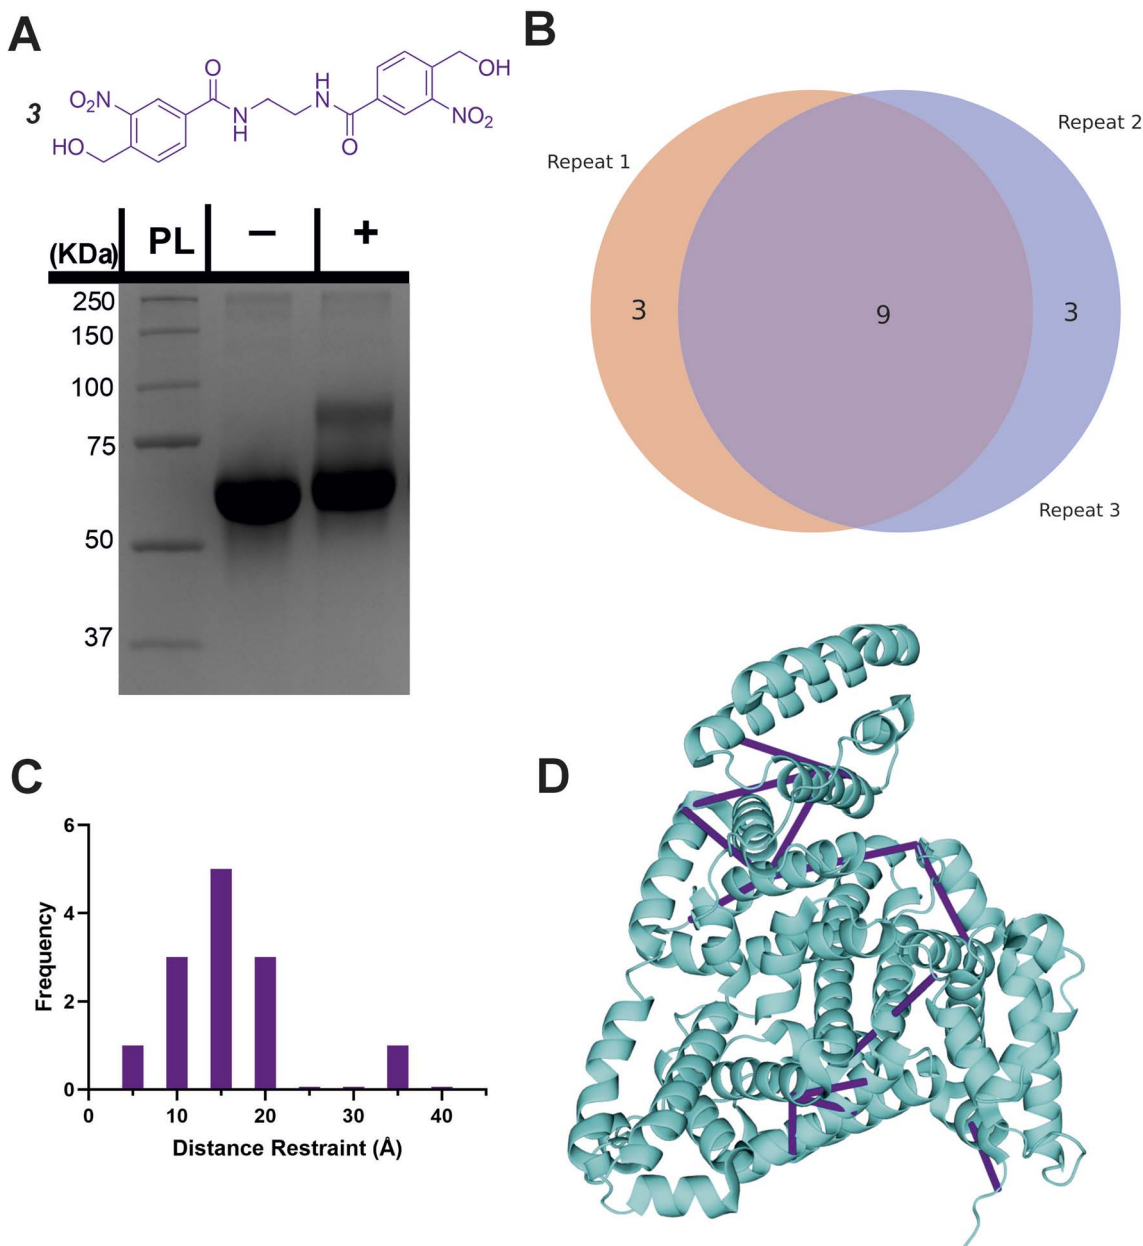 A
B
3
O₂N
O
H
N
OH
HO
N
H
O
NO₂
(KDa)
PL
−
+
250
150
100
75
50
37
Repeat 1
Repeat 2
3
9
3
Repeat 3
C
D
6
4
2
0
Frequency
0 10 20 30 40
Distance Restraint (Å)